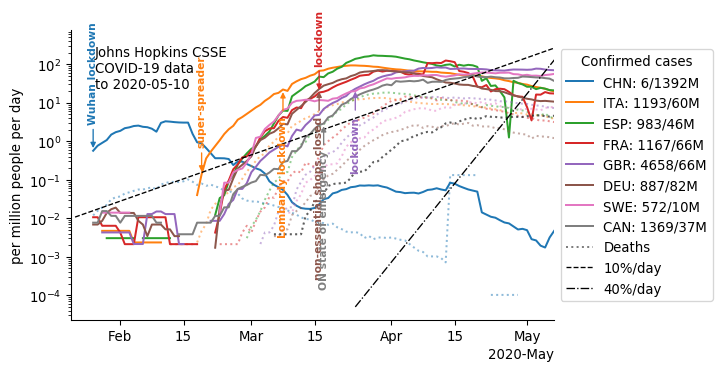 Johns Hopkins CSSE
COVID-19 data
to 2020-05-10
Wuhan lockdown
super-spreader
Lombardy lockdown
lockdown
non-essential shops closed
ON state of emergency
lockdown
per million people per day
10²
10¹
10⁰
10⁻¹
10⁻²
10⁻³
10⁻⁴
Feb
15
Mar
15
Apr
15
May
2020-May
Confirmed cases
CHN: 6/1392M
ITA: 1193/60M
ESP: 983/46M
FRA: 1167/66M
GBR: 4658/66M
DEU: 887/82M
SWE: 572/10M
CAN: 1369/37M
Deaths
10%/day
40%/day